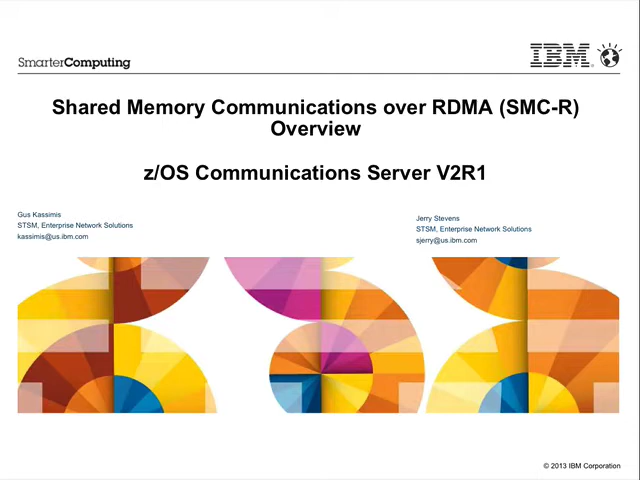 SmarterComputing
IBM
Shared Memory Communications over RDMA (SMC-R)
Overview
z/OS Communications Server V2R1
Gus Kassimis
STSM, Enterprise Network Solutions
kassimis@us.ibm.com
Jerry Stevens
STSM, Enterprise Network Solutions
sjerry@us.ibm.com
© 2013 IBM Corporation